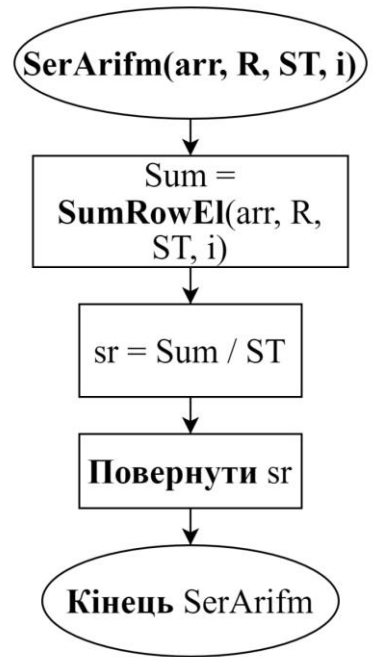 SerArifm(arr, R, ST, i)
Sum =
SumRowEl(arr, R,
ST, i)
sr = Sum / ST
Повернути sr
Кінець SerArifm